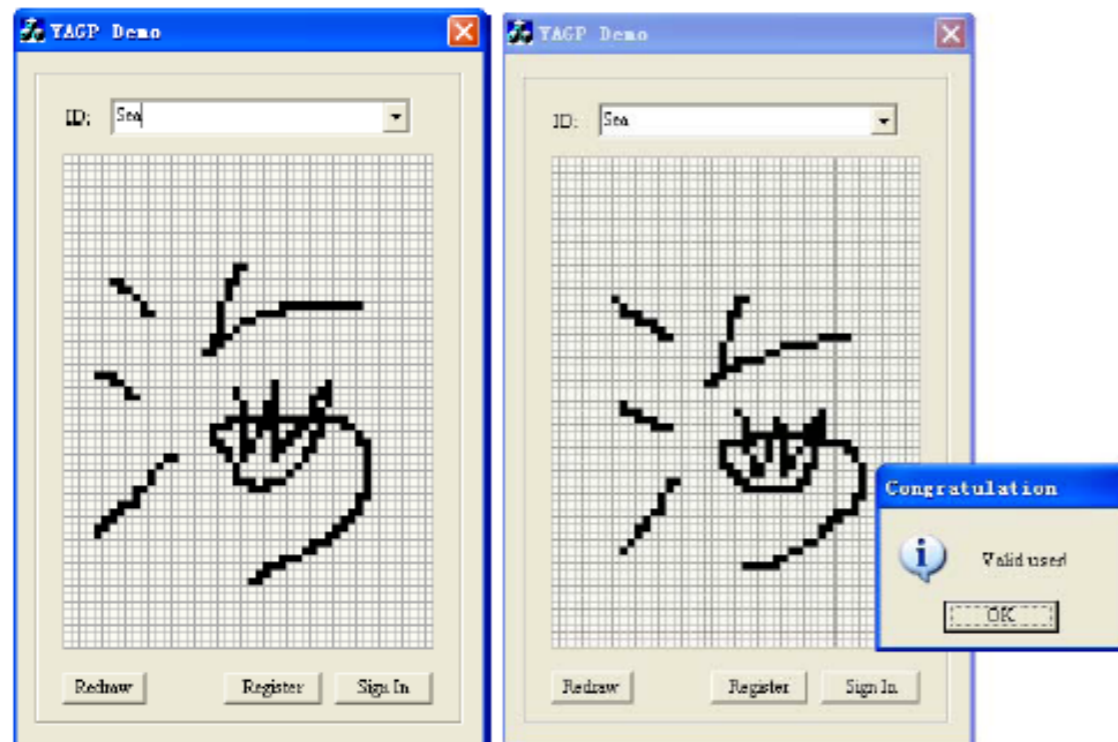 YAGP Demo
ID: Sea
Redraw Register Sign In
YAGP Demo
ID: Sea
Redraw Register Sign In
Congratulation
Valid user!
OK